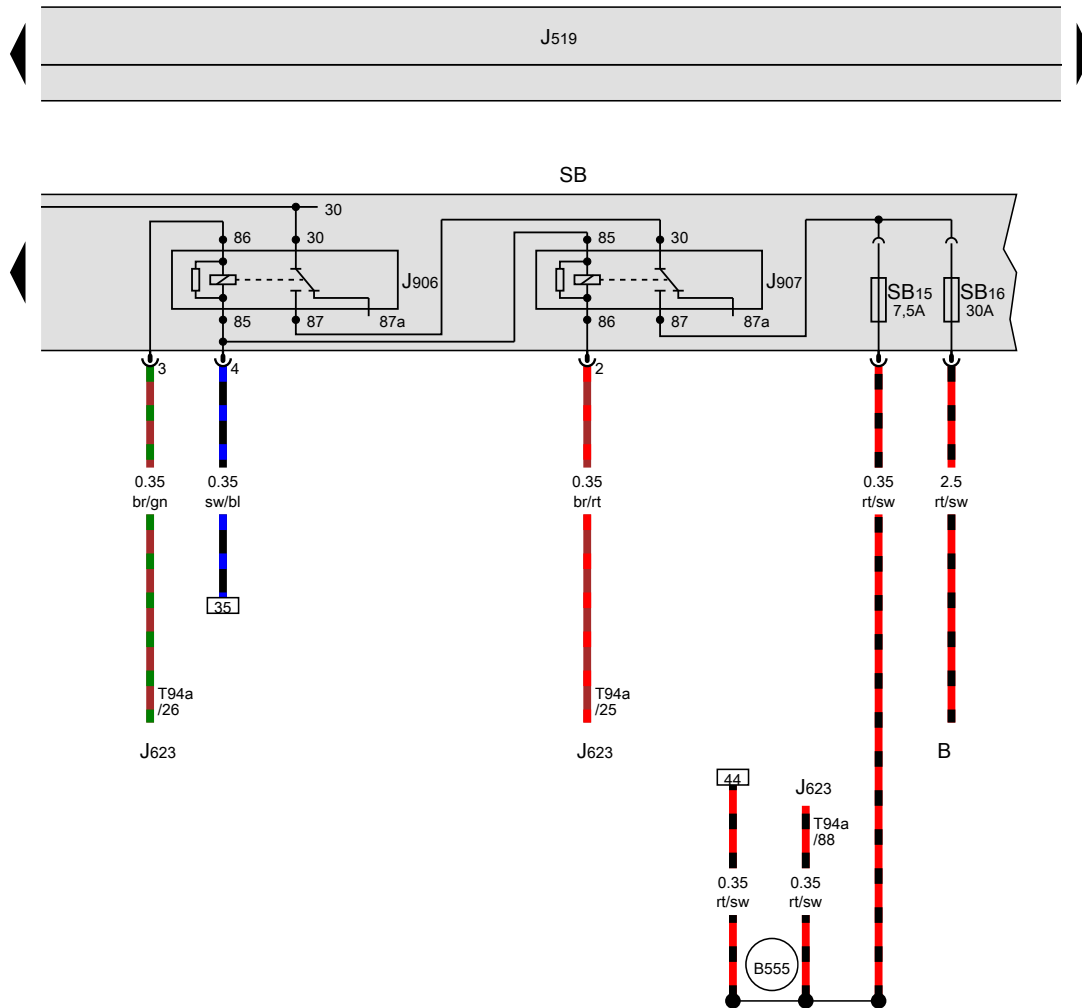 J519
SB
30
86
30
85
30
J906
J907
SB15
7,5A
SB16
30A
85
87
87a
86
87
87a
3
4
2
0.35
br/gn
0.35
sw/bl
0.35
br/rt
0.35
rt/sw
2.5
rt/sw
35
T94a
/26
T94a
/25
J623
J623
B
44
J623
T94a
/88
0.35
rt/sw
0.35
rt/sw
B555